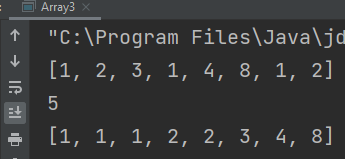 Array3
"C:\Program Files\Java\jd
[1, 2, 3, 1, 4, 8, 1, 2]
5
[1, 1, 1, 2, 2, 3, 4, 8]